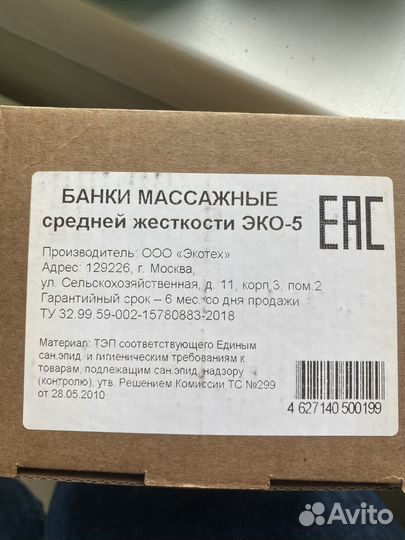 БАНКИ МАССАЖНЫЕ
средней жесткости ЭКО-5
EAC
Производитель: ООО «Экотех»
Адрес: 129226, г. Москва,
ул. Сельскохозяйственная, д. 11, корп 3, пом.2
Гарантийный срок – 6 мес. со дня продажи
ТУ 32.99.59-002-15780883-2018
Материал: ТЭП соответствующего Единым
сан.эпид. и гигиеническим требованиям к
товарам, подлежащим сан.эпид. надзору
(контролю), утв. Решением Комиссии ТС №299
от 28.05.2010
4 627140 500199
Avito